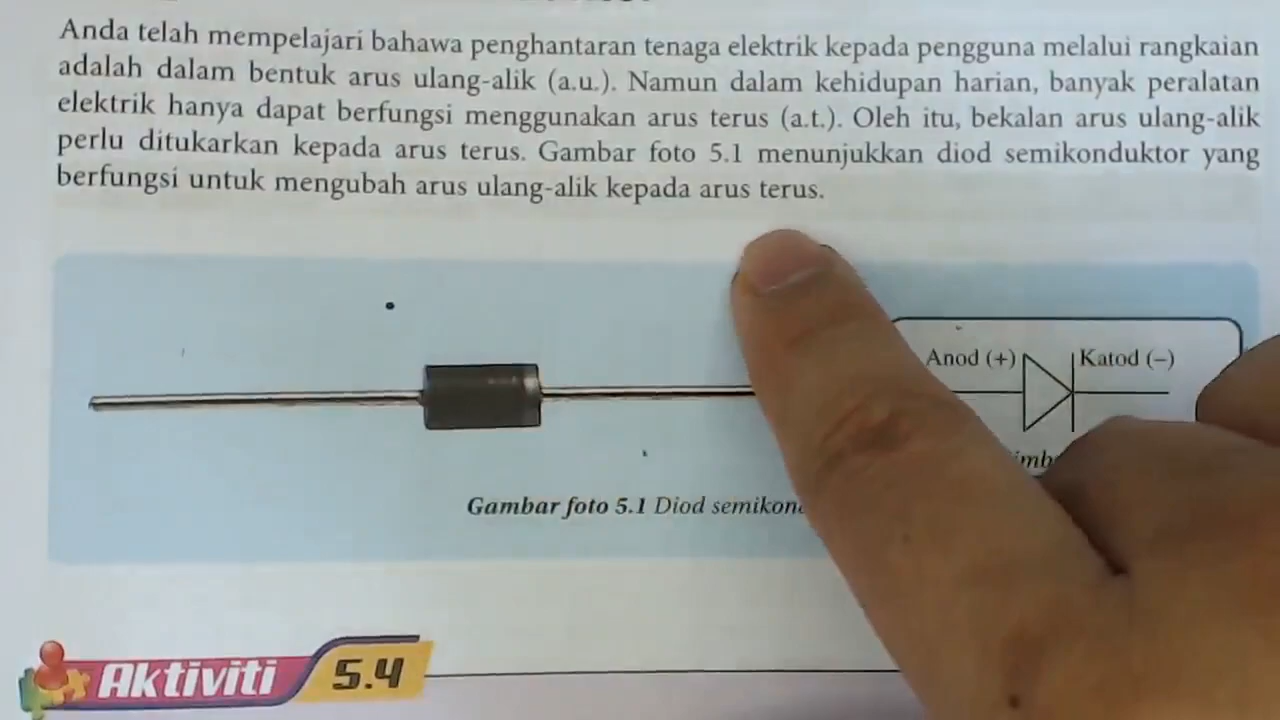 Anda telah mempelajari bahawa penghantaran tenaga elektrik kepada pengguna melalui rangkaian
adalah dalam bentuk arus ulang-alik (a.u.). Namun dalam kehidupan harian, banyak peralatan
elektrik hanya dapat berfungsi menggunakan arus terus (a.t.). Oleh itu, bekalan arus ulang-alik
perlu ditukarkan kepada arus terus. Gambar foto 5.1 menunjukkan diod semikonduktor yang
berfungsi untuk mengubah arus ulang-alik kepada arus terus.
Anod (+) Katod (−)
Gambar foto 5.1 Diod
Aktiviti 5.4